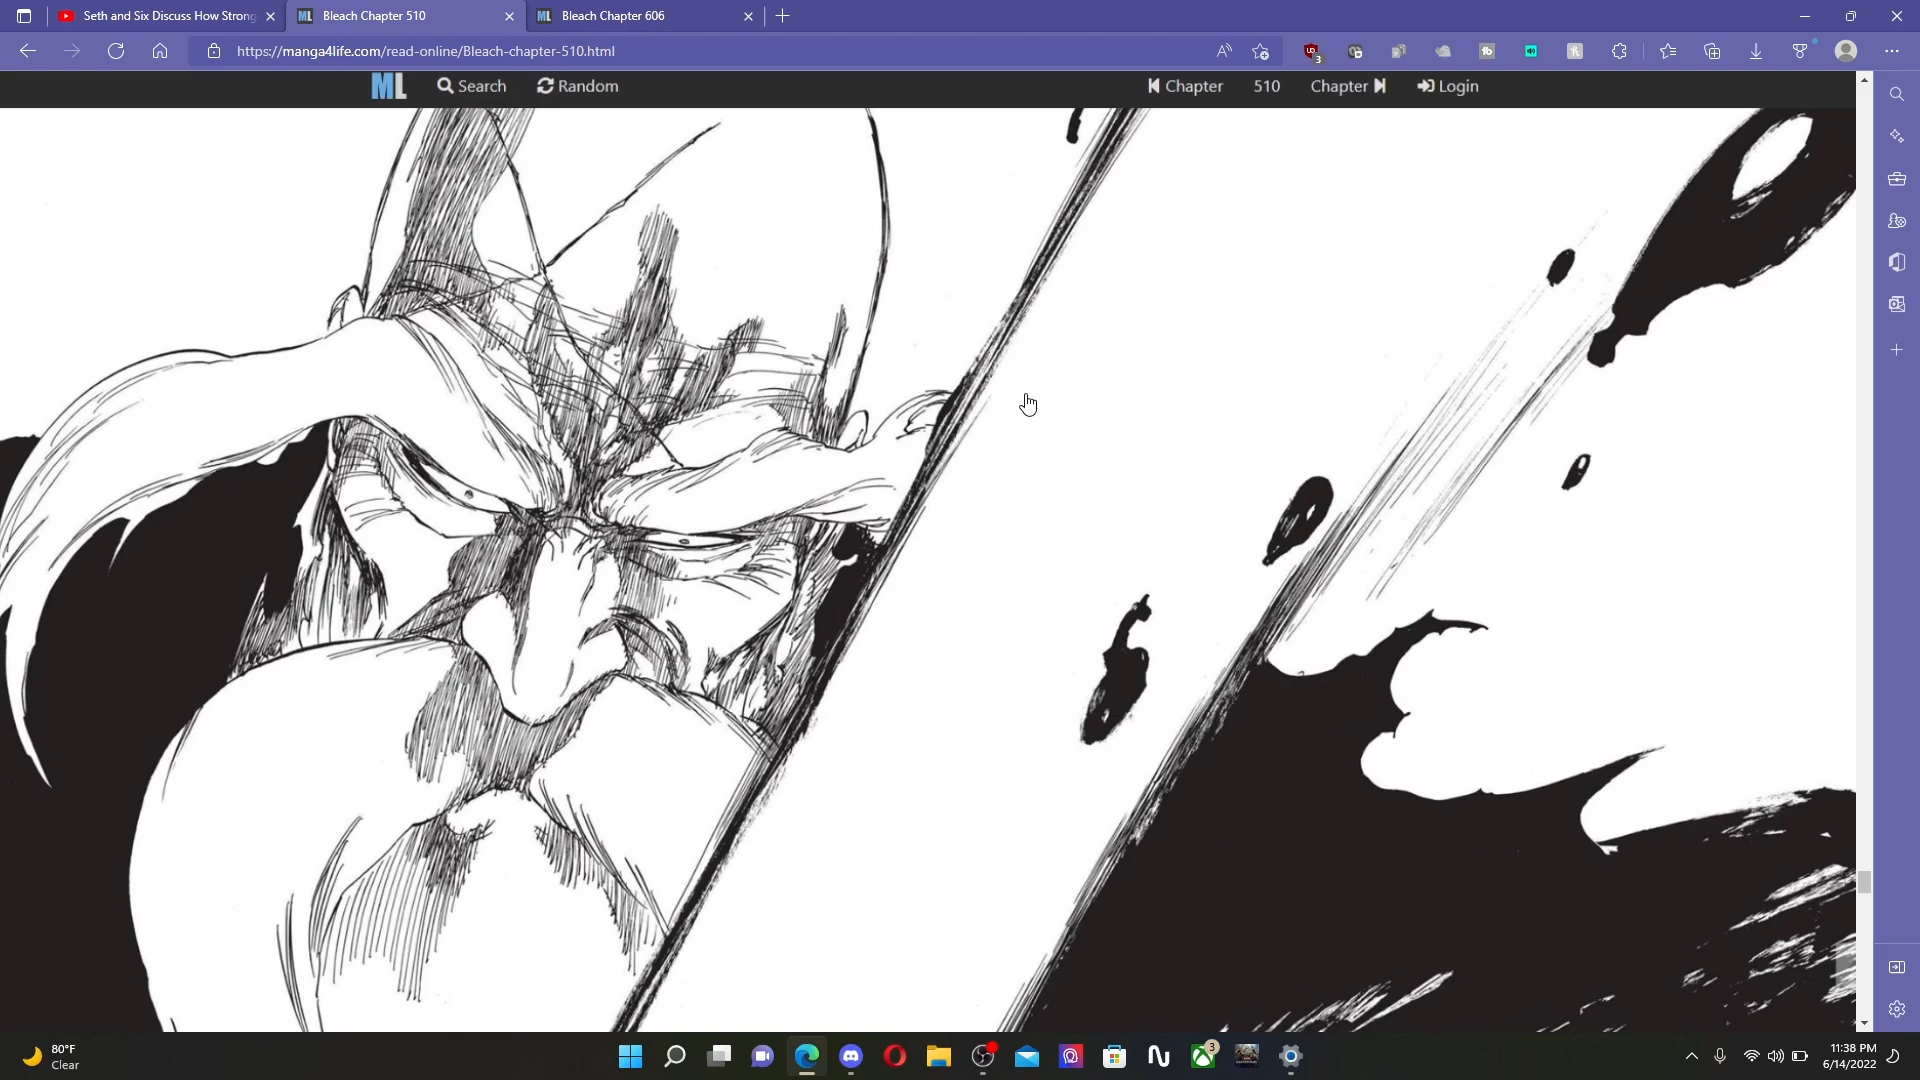 Seth and Six Discuss How Strong
Bleach Chapter 510
Bleach Chapter 606
https://manga4life.com/read-online/Bleach-chapter-510.html
ML
Search
Random
Chapter
510
Chapter
Login
80°F
Clear
11:38 PM
6/14/2022